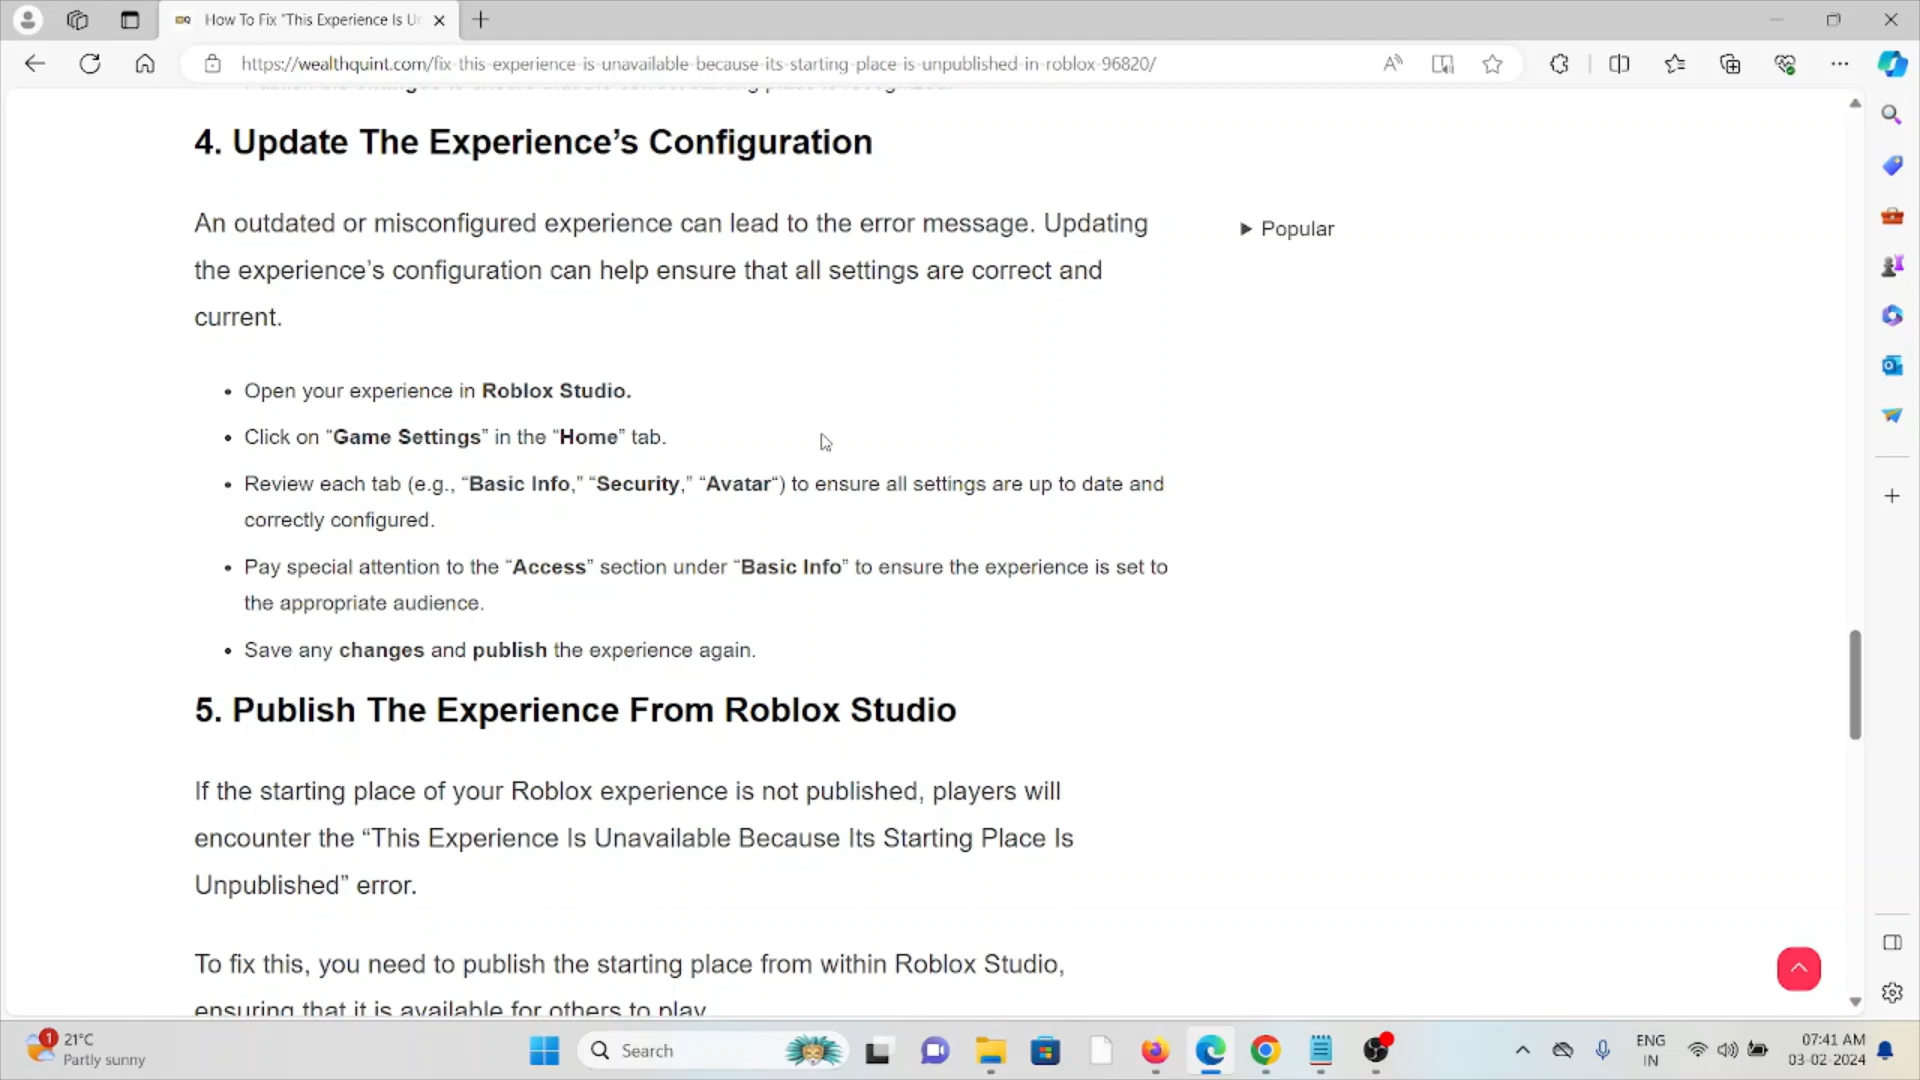 How To Fix "This Experience Is U
https://wealthquint.com/fix-this-experience-is-unavailable-because-its-starting-place-is-unpublished-in-roblox-96820/
4. Update The Experience’s Configuration
An outdated or misconfigured experience can lead to the error message. Updating
the experience’s configuration can help ensure that all settings are correct and
current.
Popular
• Open your experience in Roblox Studio.
• Click on “Game Settings” in the “Home” tab.
• Review each tab (e.g., “Basic Info,” “Security,” “Avatar“) to ensure all settings are up to date and
correctly configured.
• Pay special attention to the “Access” section under “Basic Info” to ensure the experience is set to
the appropriate audience.
• Save any changes and publish the experience again.
5. Publish The Experience From Roblox Studio
If the starting place of your Roblox experience is not published, players will
encounter the “This Experience Is Unavailable Because Its Starting Place Is
Unpublished” error.
To fix this, you need to publish the starting place from within Roblox Studio,
ensuring that it is available for others to play
1
21°C
Partly sunny
Search
ENG
IN
07:41 AM
03-02-2024